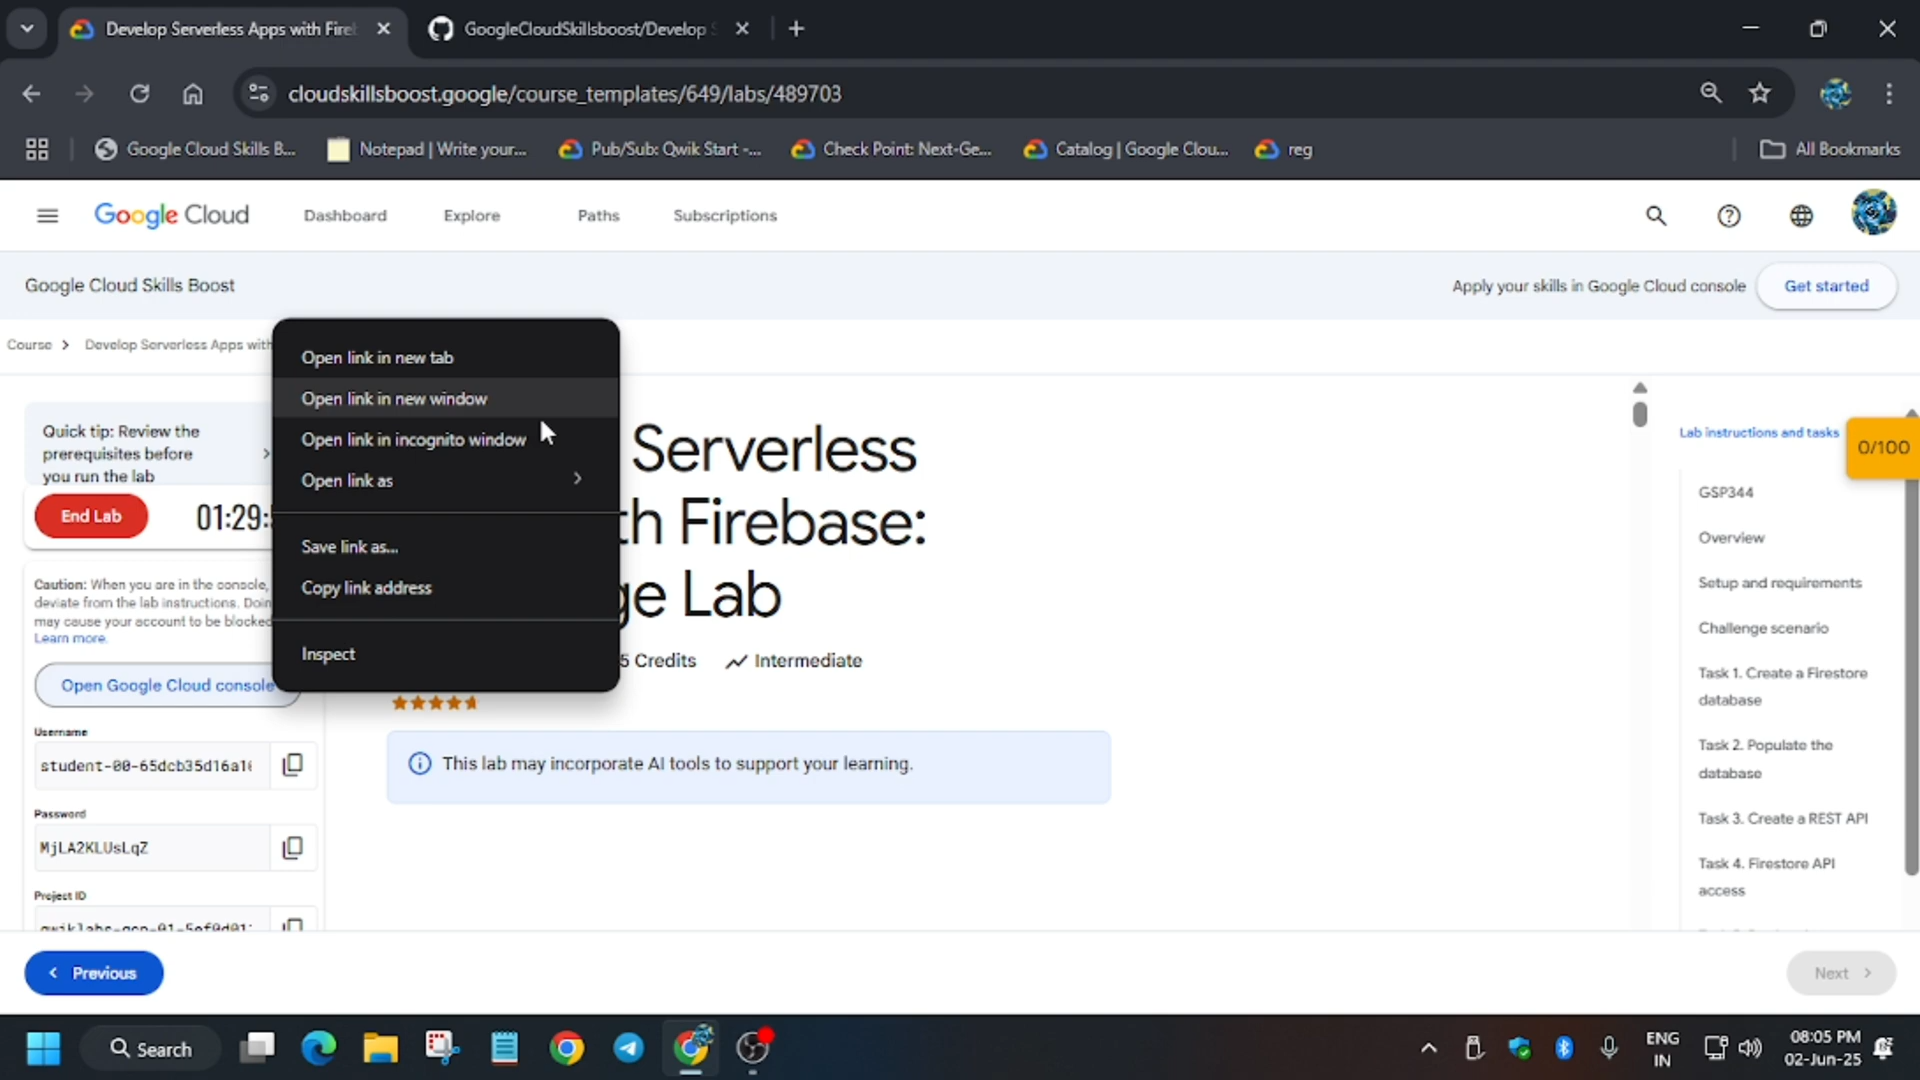 Develop Serverless Apps with Fire
GoogleCloudSkillsboost/Develop
cloudskillsboost.google/course_templates/649/labs/489703
Google Cloud Skills B...
Notepad | Write your...
Pub/Sub: Qwik Start -...
Check Point: Next-Ge...
Catalog | Google Clou...
reg
All Bookmarks
Google Cloud
Dashboard
Explore
Paths
Subscriptions
Google Cloud Skills Boost
Apply your skills in Google Cloud console
Get started
Course > Develop Serverless Apps with
Open link in new tab
Open link in new window
Open link in incognito window
Open link as
Save link as...
Copy link address
Inspect
Quick tip: Review the
prerequisites before
you run the lab
End Lab
01:29:
Caution: When you are in the console,
deviate from the lab instructions. Doin
may cause your account to be blocked
Learn more.
Open Google Cloud console
Username
student-00-65dcb35d16a1
Password
MjLA2KLUsLqZ
Project ID
qwiklabs-gcp-01-5ef0d01
Serverless
th Firebase:
ge Lab
5 Credits
Intermediate
This lab may incorporate AI tools to support your learning.
Lab instructions and tasks
0/100
GSP344
Overview
Setup and requirements
Challenge scenario
Task 1. Create a Firestore
database
Task 2. Populate the
database
Task 3. Create a REST API
Task 4. Firestore API
access
Previous
Next
Search
ENG
IN
08:05 PM
02-Jun-25